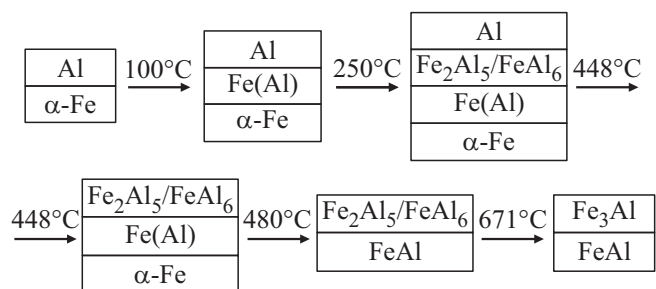 Al
α-Fe
100°C
Al
Fe(Al)
α-Fe
250°C
Al
Fe₂Al₅/FeAl₆
Fe(Al)
α-Fe
448°C
448°C
Fe₂Al₅/FeAl₆
Fe(Al)
α-Fe
480°C
Fe₂Al₅/FeAl₆
FeAl
671°C
Fe₃Al
FeAl